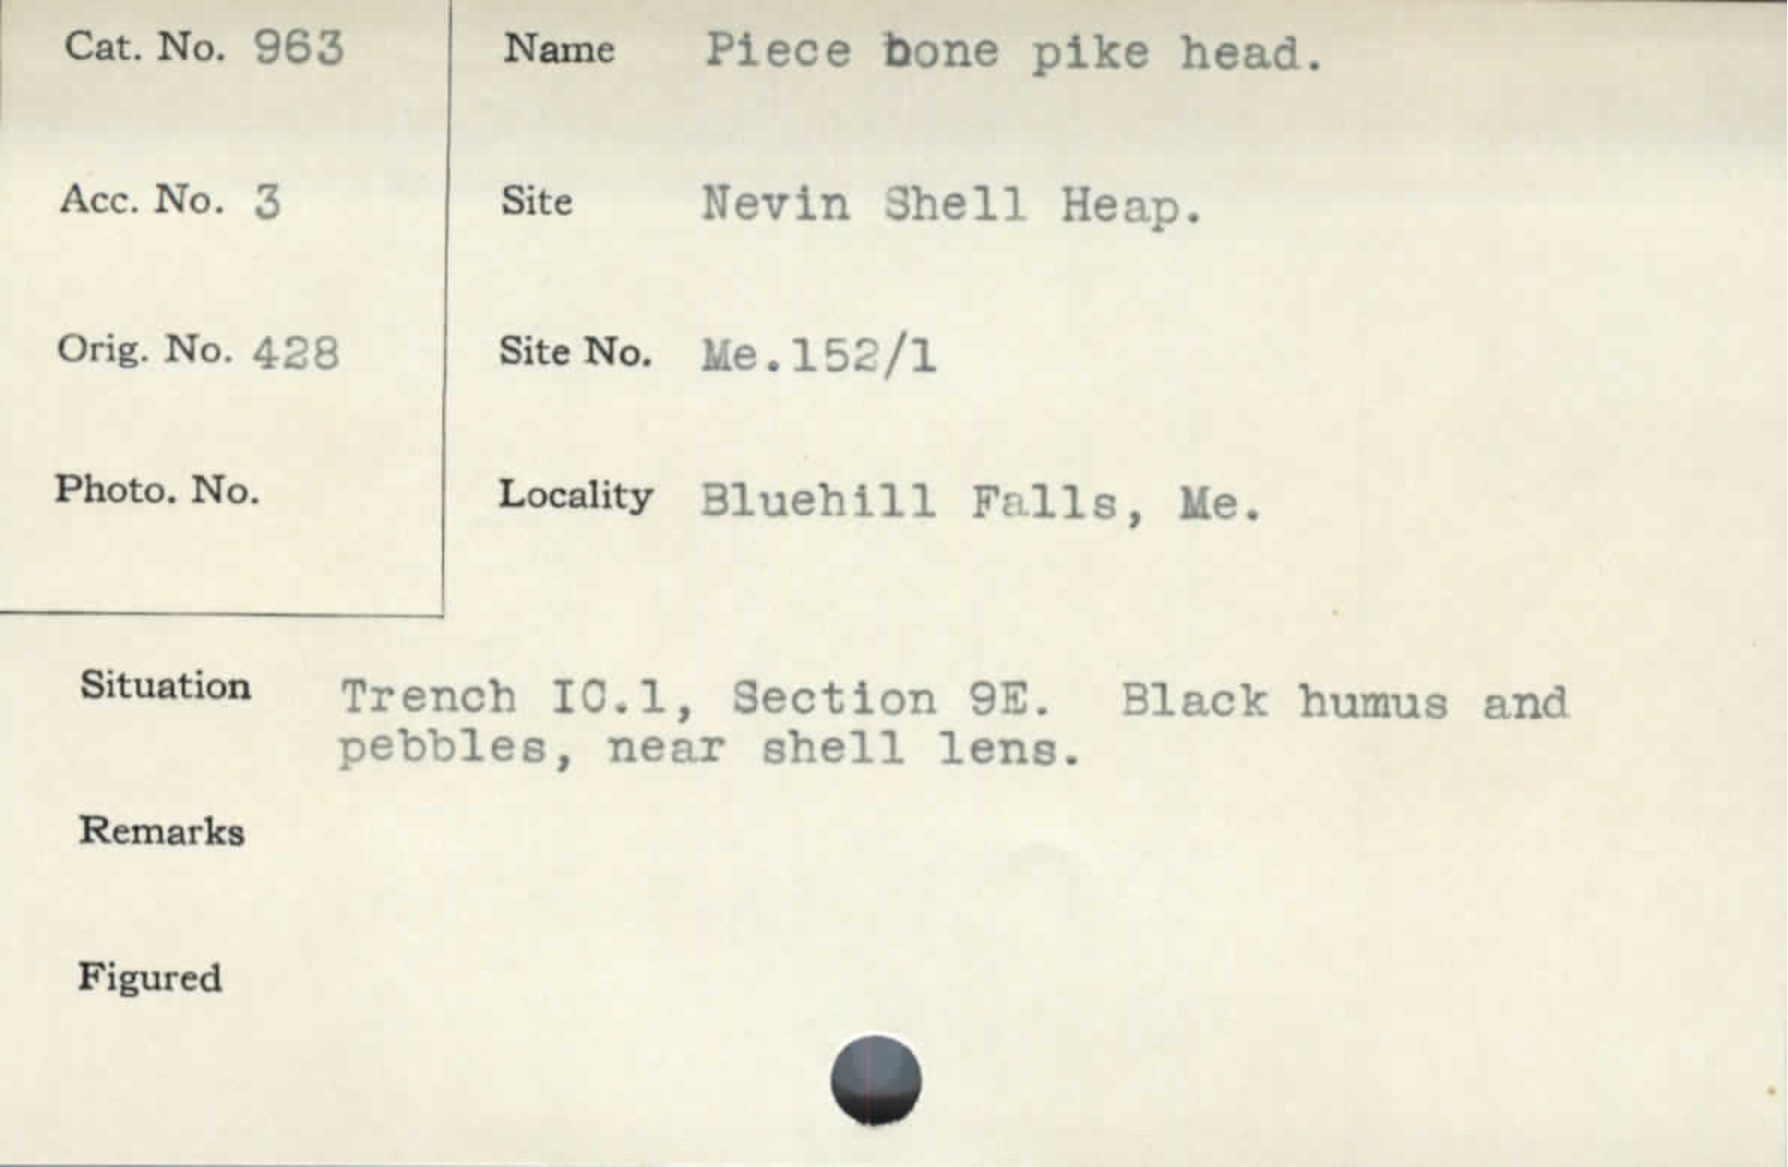 Cat. No. 963
Name Piece bone pike head.
Acc. No. 3
Site Nevin Shell Heap.
Orig. No. 428
Site No. Me.152/1
Photo. No.
Locality Bluehill Falls, Me.
Situation Trench IC.1, Section 9E. Black humus and
pebbles, near shell lens.
Remarks
Figured